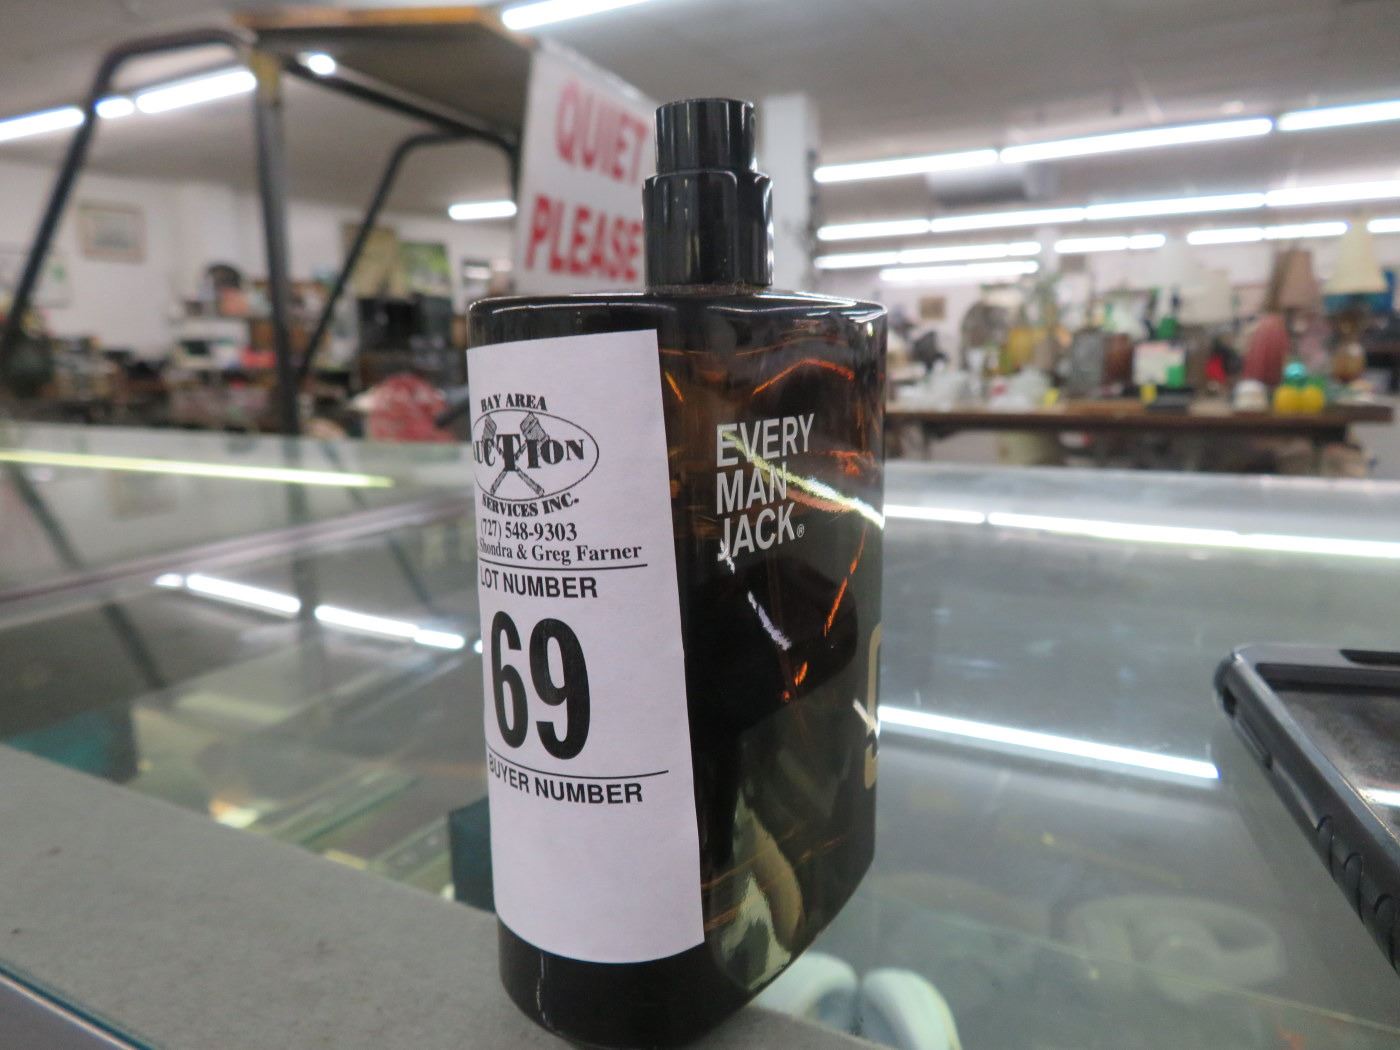 QUIET
PLEASE
BAY AREA
UCTION
SERVICES INC.
(727) 548-9303
Shondra & Greg Farner
LOT NUMBER
69
BUYER NUMBER
EVERY
MAN
JACK®